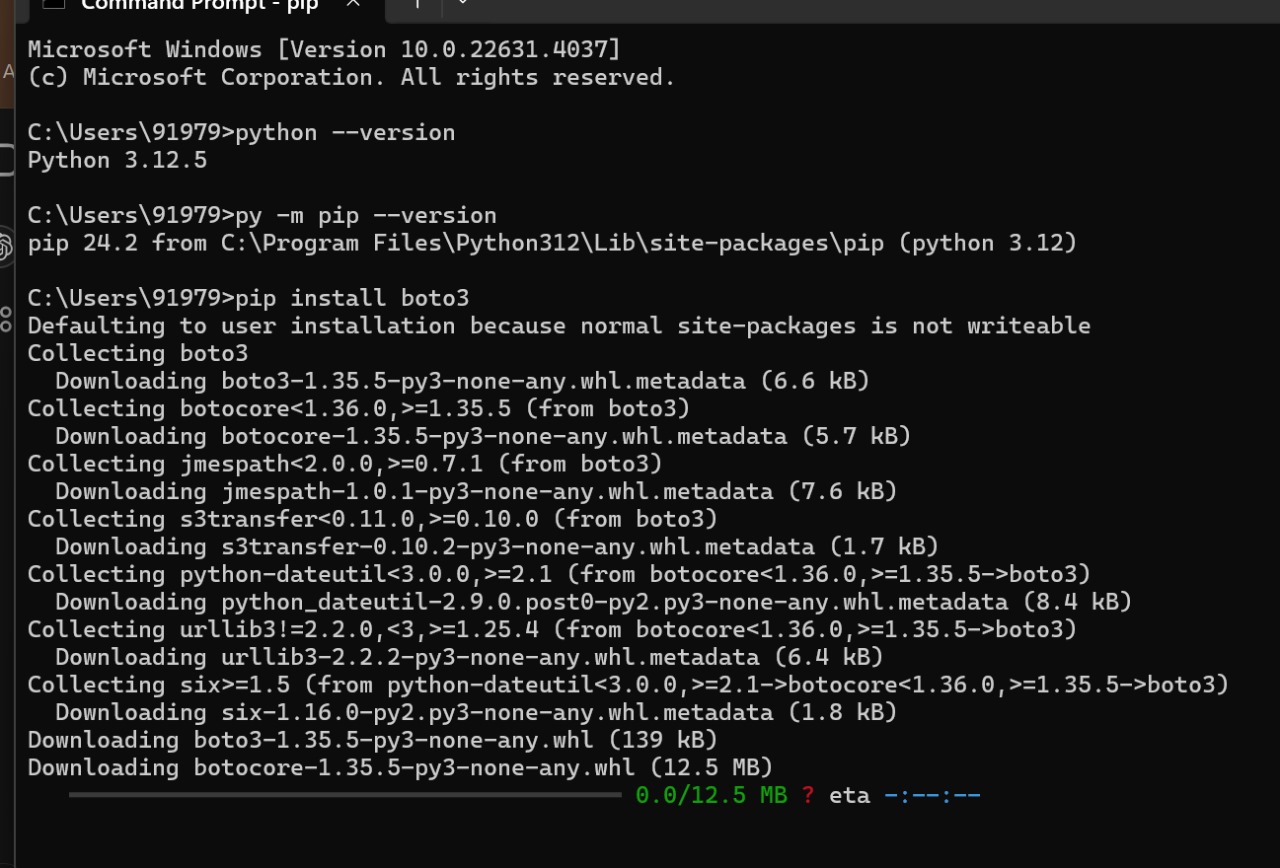 Command Prompt - pip
Microsoft Windows [Version 10.0.22631.4037]
(c) Microsoft Corporation. All rights reserved.
C:\Users\91979>python --version
Python 3.12.5
C:\Users\91979>py -m pip --version
pip 24.2 from C:\Program Files\Python312\Lib\site-packages\pip (python 3.12)
C:\Users\91979>pip install boto3
Defaulting to user installation because normal site-packages is not writeable
Collecting boto3
  Downloading boto3-1.35.5-py3-none-any.whl.metadata (6.6 kB)
Collecting botocore<1.36.0,>=1.35.5 (from boto3)
  Downloading botocore-1.35.5-py3-none-any.whl.metadata (5.7 kB)
Collecting jmespath<2.0.0,>=0.7.1 (from boto3)
  Downloading jmespath-1.0.1-py3-none-any.whl.metadata (7.6 kB)
Collecting s3transfer<0.11.0,>=0.10.0 (from boto3)
  Downloading s3transfer-0.10.2-py3-none-any.whl.metadata (1.7 kB)
Collecting python-dateutil<3.0.0,>=2.1 (from botocore<1.36.0,>=1.35.5->boto3)
  Downloading python_dateutil-2.9.0.post0-py2.py3-none-any.whl.metadata (8.4 kB)
Collecting urllib3!=2.2.0,<3,>=1.25.4 (from botocore<1.36.0,>=1.35.5->boto3)
  Downloading urllib3-2.2.2-py3-none-any.whl.metadata (6.4 kB)
Collecting six>=1.5 (from python-dateutil<3.0.0,>=2.1->botocore<1.36.0,>=1.35.5->boto3)
  Downloading six-1.16.0-py2.py3-none-any.whl.metadata (1.8 kB)
Downloading boto3-1.35.5-py3-none-any.whl (139 kB)
Downloading botocore-1.35.5-py3-none-any.whl (12.5 MB)
0.0/12.5 MB ? eta -:--:--